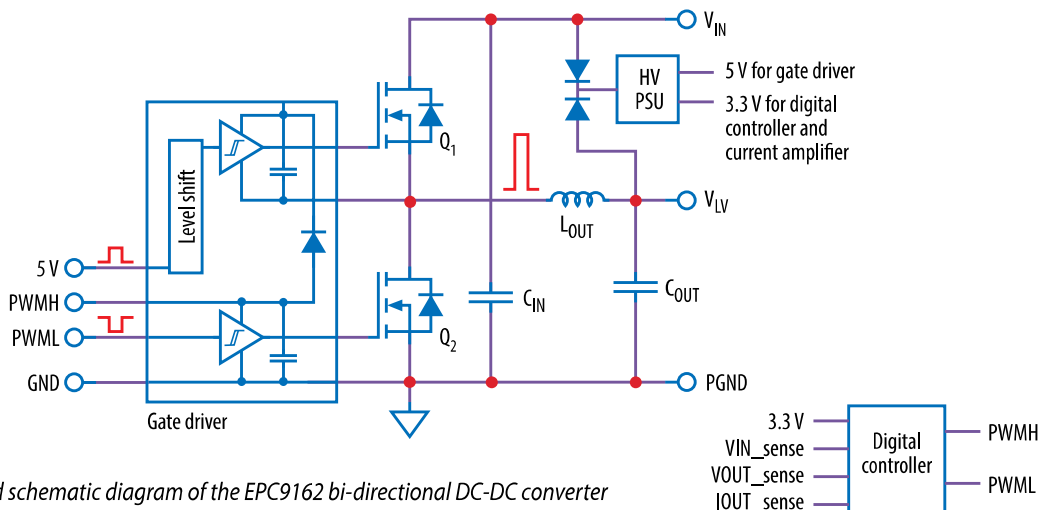 V_IN
5 V for gate driver
HV
PSU
3.3 V for digital
controller and
current amplifier
Q_1
Level shift
V_LV
L_OUT
5 V
C_IN
C_OUT
PWMH
PWML
Q_2
GND
PGND
Gate driver
3.3 V
VIN_sense
VOUT_sense
IOUT_sense
Digital
controller
PWMH
PWML
schematic diagram of the EPC9162 bi-directional DC-DC converter